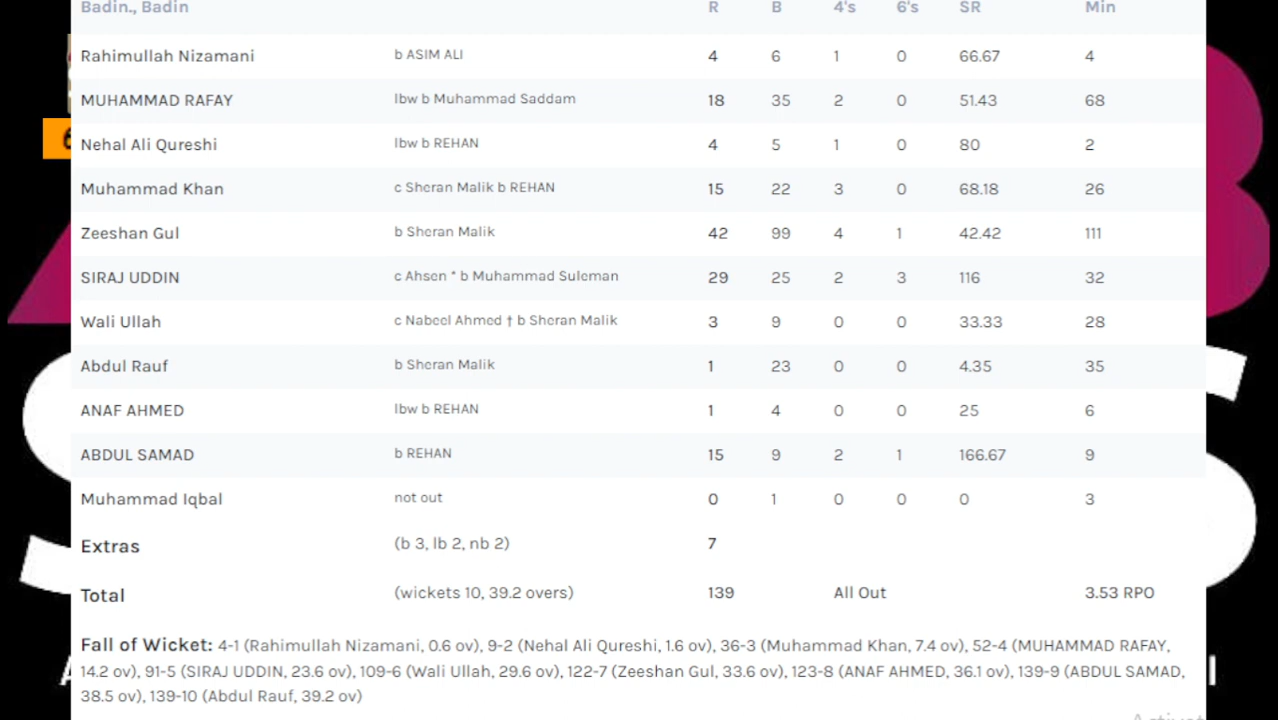 Badin., Badin R B 4's 6's SR Min
Rahimullah Nizamani b ASIM ALI 4 6 1 0 66.67 4
MUHAMMAD RAFAY lbw b Muhammad Saddam 18 35 2 0 51.43 68
Nehal Ali Qureshi lbw b REHAN 4 5 1 0 80 2
Muhammad Khan c Sheran Malik b REHAN 15 22 3 0 68.18 26
Zeeshan Gul b Sheran Malik 42 99 4 1 42.42 111
SIRAJ UDDIN c Ahsen * b Muhammad Suleman 29 25 2 3 116 32
Wali Ullah c Nabeel Ahmed † b Sheran Malik 3 9 0 0 33.33 28
Abdul Rauf b Sheran Malik 1 23 0 0 4.35 35
ANAF AHMED lbw b REHAN 1 4 0 0 25 6
ABDUL SAMAD b REHAN 15 9 2 1 166.67 9
Muhammad Iqbal not out 0 1 0 0 0 3
Extras (b 3, lb 2, nb 2) 7
Total (wickets 10, 39.2 overs) 139 All Out 3.53 RPO
Fall of Wicket: 4-1 (Rahimullah Nizamani, 0.6 ov), 9-2 (Nehal Ali Qureshi, 1.6 ov), 36-3 (Muhammad Khan, 7.4 ov), 52-4 (MUHAMMAD RAFAY,
14.2 ov), 91-5 (SIRAJ UDDIN, 23.6 ov), 109-6 (Wali Ullah, 29.6 ov), 122-7 (Zeeshan Gul, 33.6 ov), 123-8 (ANAF AHMED, 36.1 ov), 139-9 (ABDUL SAMAD,
38.5 ov), 139-10 (Abdul Rauf, 39.2 ov)